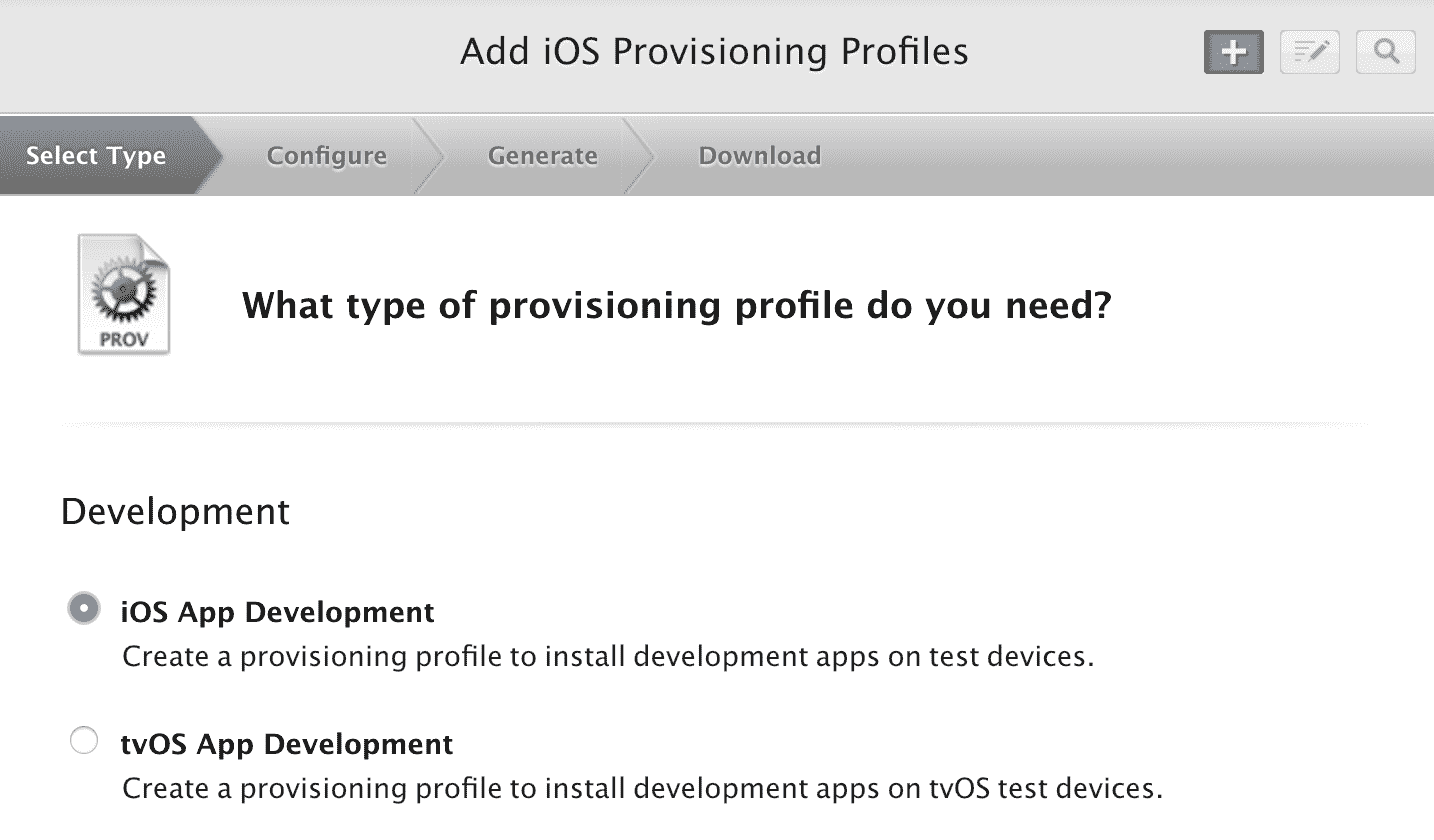 Add iOS Provisioning Profiles
Select Type
Configure
Generate
Download
PROV
What type of provisioning profile do you need?
Development
iOS App Development
Create a provisioning profile to install development apps on test devices.
tvOS App Development
Create a provisioning profile to install development apps on tvOS test devices.